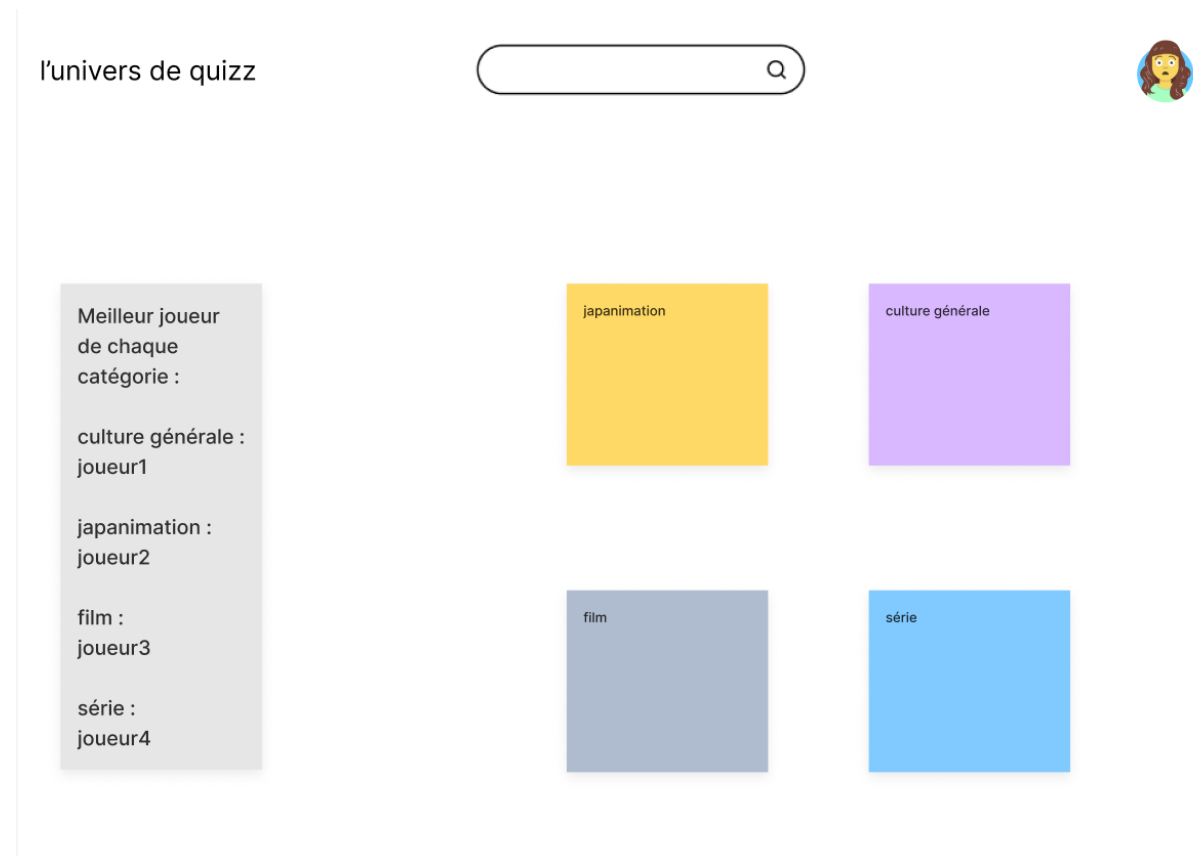 l'univers de quizz
Meilleur joueur
de chaque
catégorie :
culture générale :
joueur1
japanimation :
joueur2
film :
joueur3
série :
joueur4
japanimation
culture générale
film
série